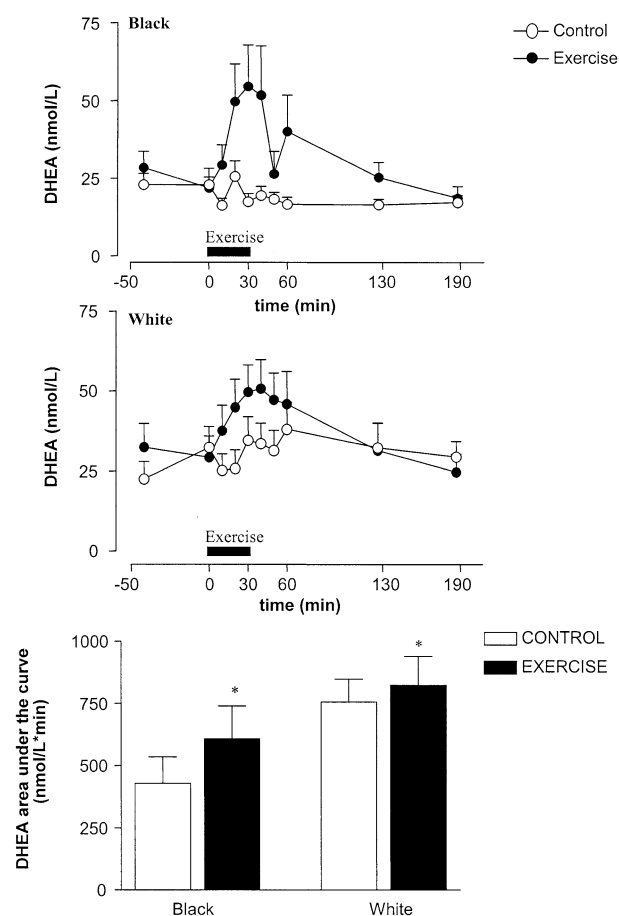 Black
Control
Exercise
75
50
25
0
DHEA (nmol/L)
Exercise
-50 0 30 60 130 190
time (min)
White
75
50
25
0
DHEA (nmol/L)
Exercise
-50 0 30 60 130 190
time (min)
CONTROL
EXERCISE
1000
750
500
250
0
DHEA area under the curve
(nmol/L*min)
*
*
Black White